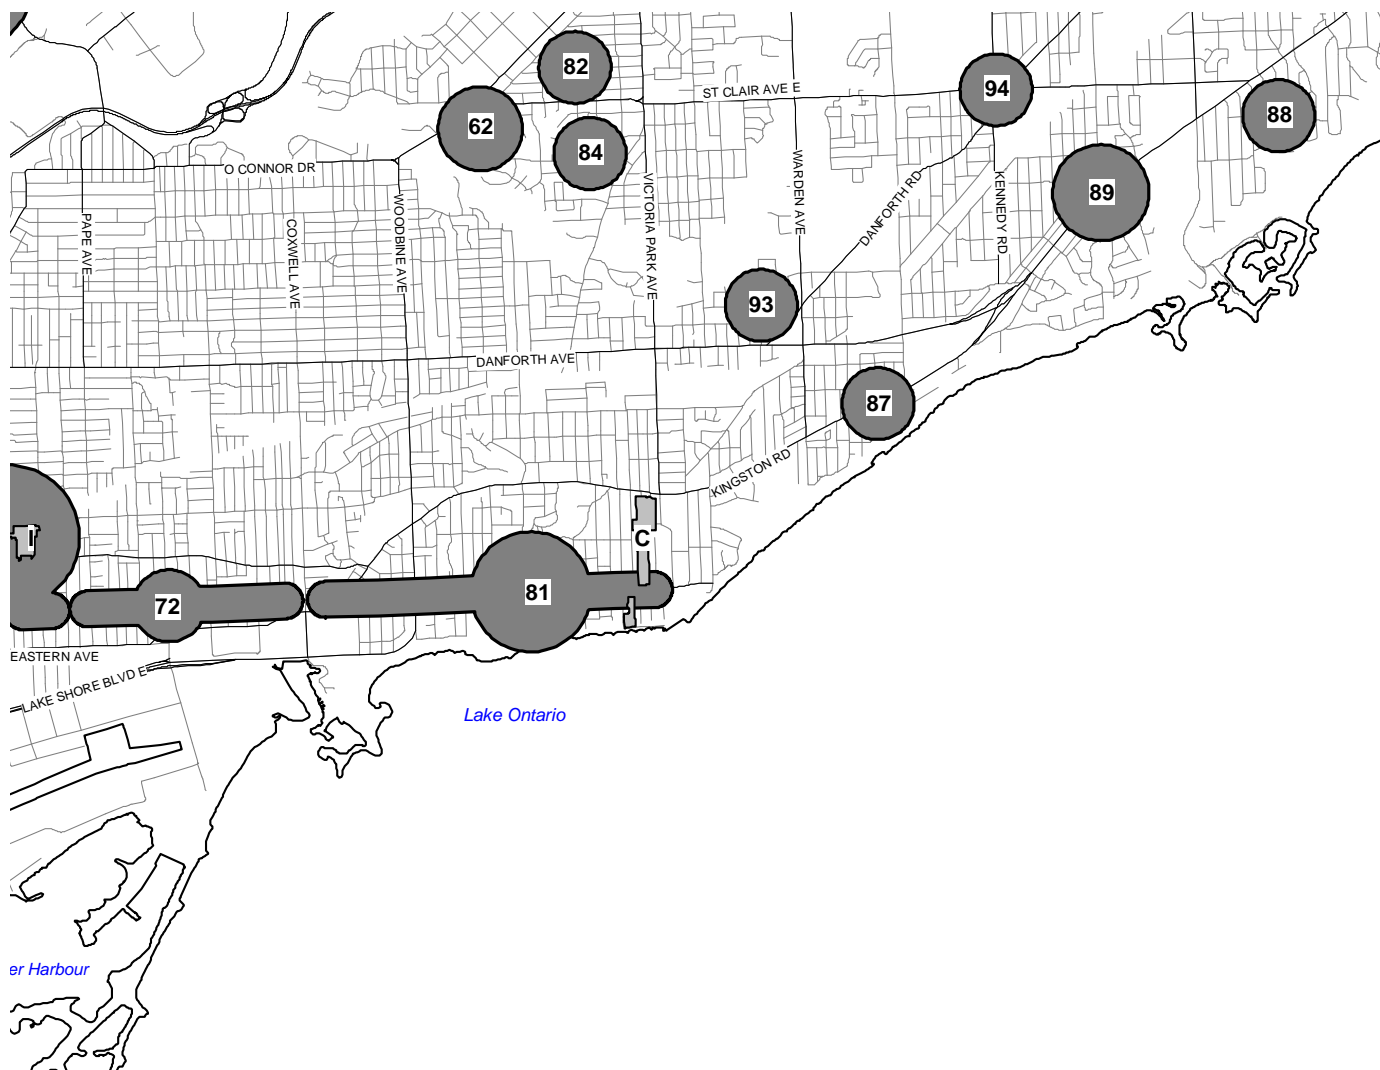 82
ST CLAIR AVE E
94
88
62
84
O CONNOR DR
PAPE AVE
COXWELL AVE
WOODBINE AVE
VICTORIA PARK AVE
WARDEN AVE
DANFORTH RD
KENNEDY RD
89
93
DANFORTH AVE
87
KINGSTON RD
I
C
81
72
EASTERN AVE
LAKE SHORE BLVD E
Lake Ontario
er Harbour